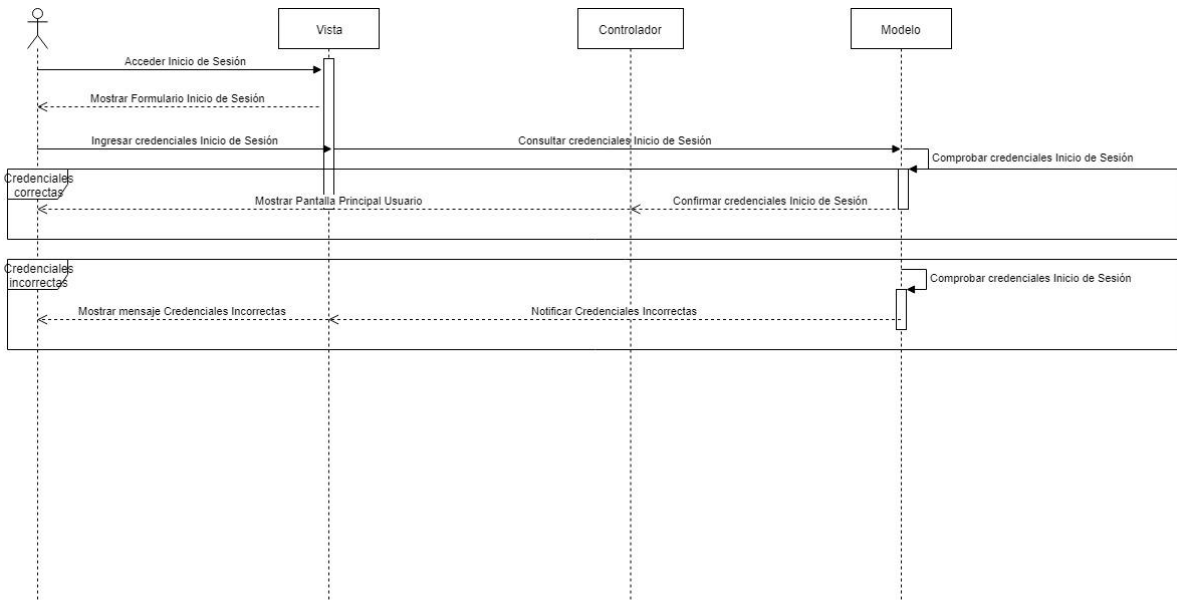 Vista
Controlador
Modelo
Acceder Inicio de Sesión
Mostrar Formulario Inicio de Sesión
Ingresar credenciales Inicio de Sesión
Consultar credenciales Inicio de Sesión
Comprobar credenciales Inicio de Sesión
Credenciales
correctas
Mostrar Pantalla Principal Usuario
Confirmar credenciales Inicio de Sesión
Credenciales
incorrectas
Comprobar credenciales Inicio de Sesión
Mostrar mensaje Credenciales Incorrectas
Notificar Credenciales Incorrectas